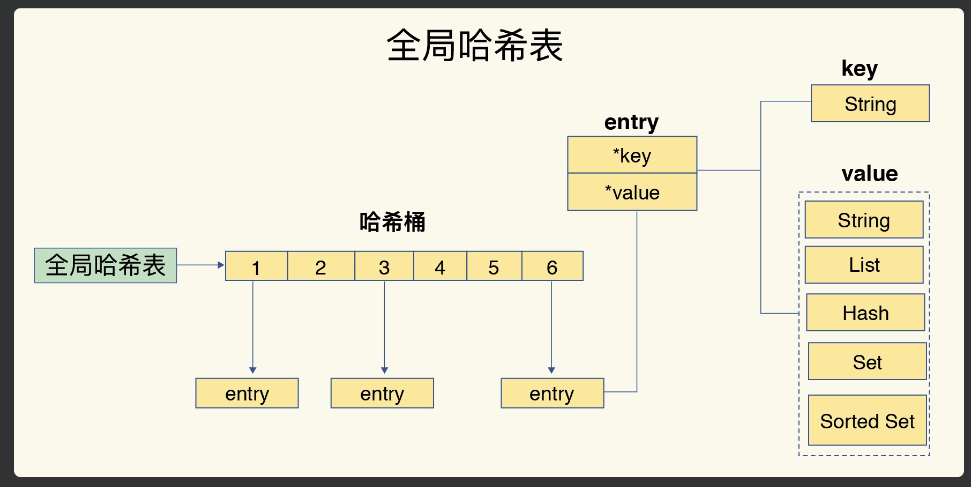 全局哈希表
key
String
entry
*key
*value
value
String
List
Hash
Set
Sorted Set
哈希桶
全局哈希表
1 2 3 4 5 6
entry entry entry